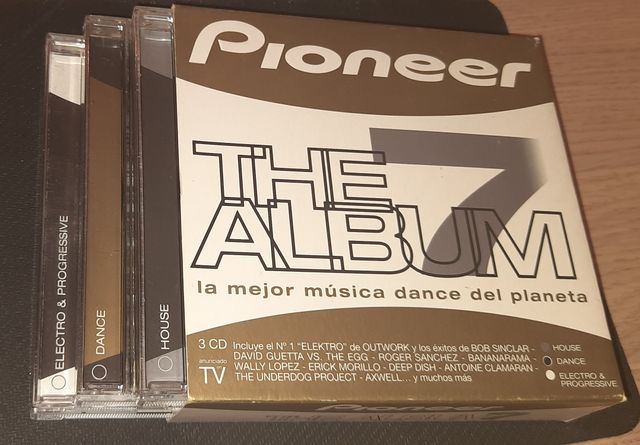 Pioneer
7
THE
ALBUM
la mejor música dance del planeta
3 CD Incluye el Nº 1 "ELEKTRO" de OUTWORK y los éxitos de BOB SINCLAR -
DAVID GUETTA VS. THE EGG - ROGER SANCHEZ - BANANARAMA -
WALLY LOPEZ - ERICK MORILLO - DEEP DISH - ANTOINE CLAMARAN -
THE UNDERDOG PROJECT - AXWELL... y muchos más
anunciado
TV
HOUSE
DANCE
ELECTRO &
PROGRESSIVE
ELECTRO & PROGRESSIVE
DANCE
HOUSE